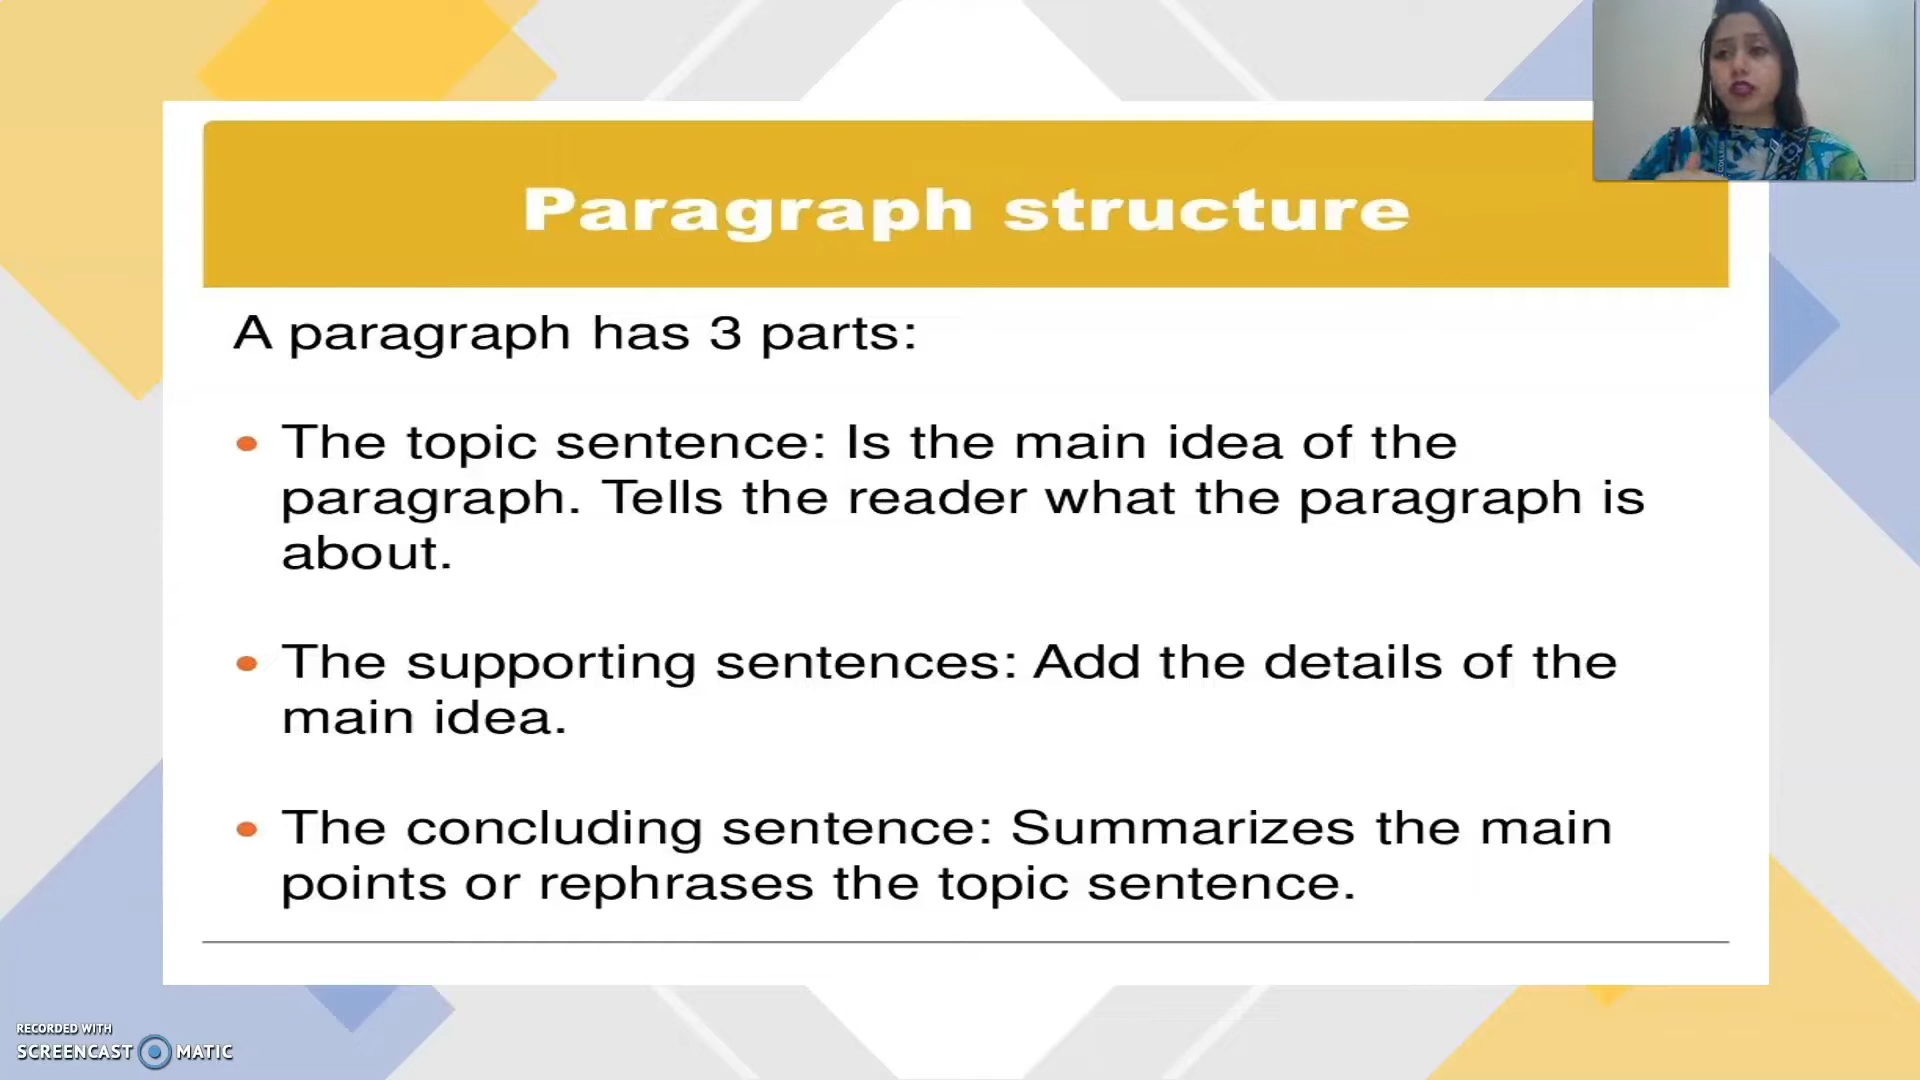 Paragraph structure
A paragraph has 3 parts:
• The topic sentence: Is the main idea of the
paragraph. Tells the reader what the paragraph is
about.
• The supporting sentences: Add the details of the
main idea.
• The concluding sentence: Summarizes the main
points or rephrases the topic sentence.
RECORDED WITH
SCREENCAST MATIC